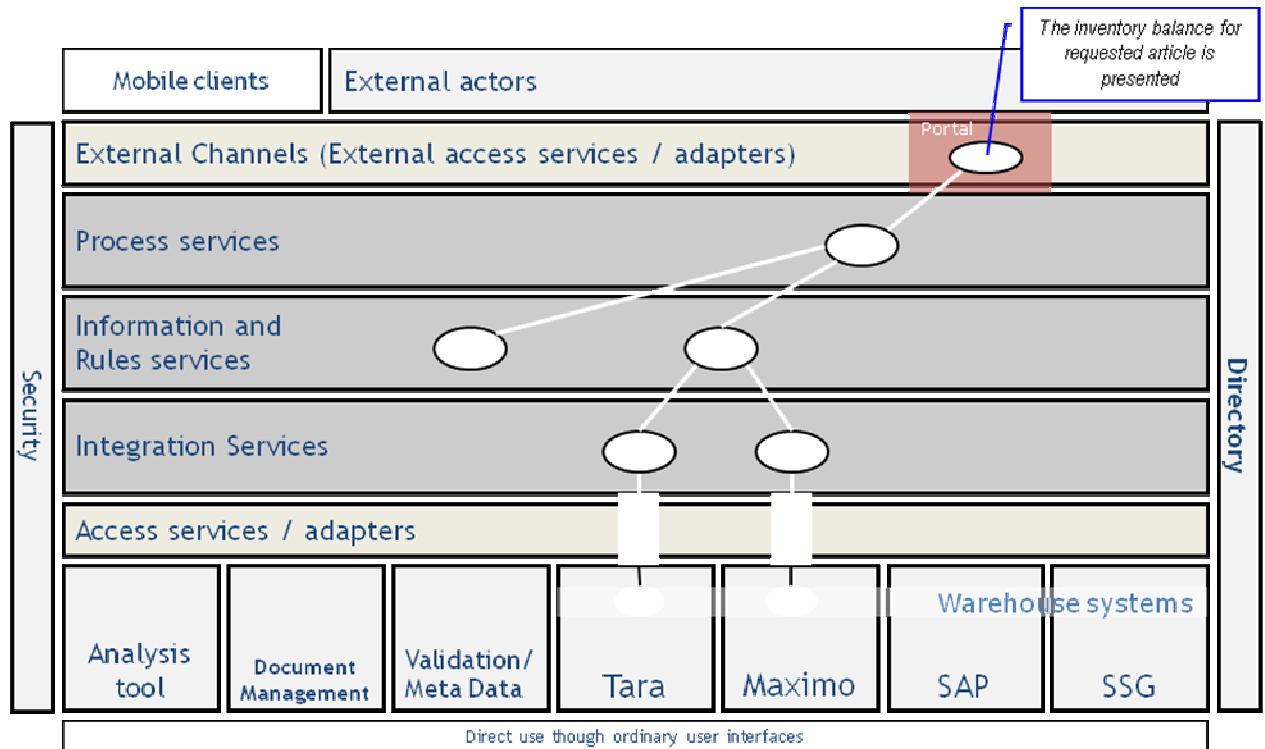 The inventory balance for
requested article is
presented
Mobile clients
External actors
Portal
External Channels (External access services / adapters)
Process services
Information and
Rules services
Integration Services
Access services / adapters
Security
Directory
Warehouse systems
Analysis
tool
Document
Management
Validation/
Meta Data
Tara
Maximo
SAP
SSG
Direct use though ordinary user interfaces